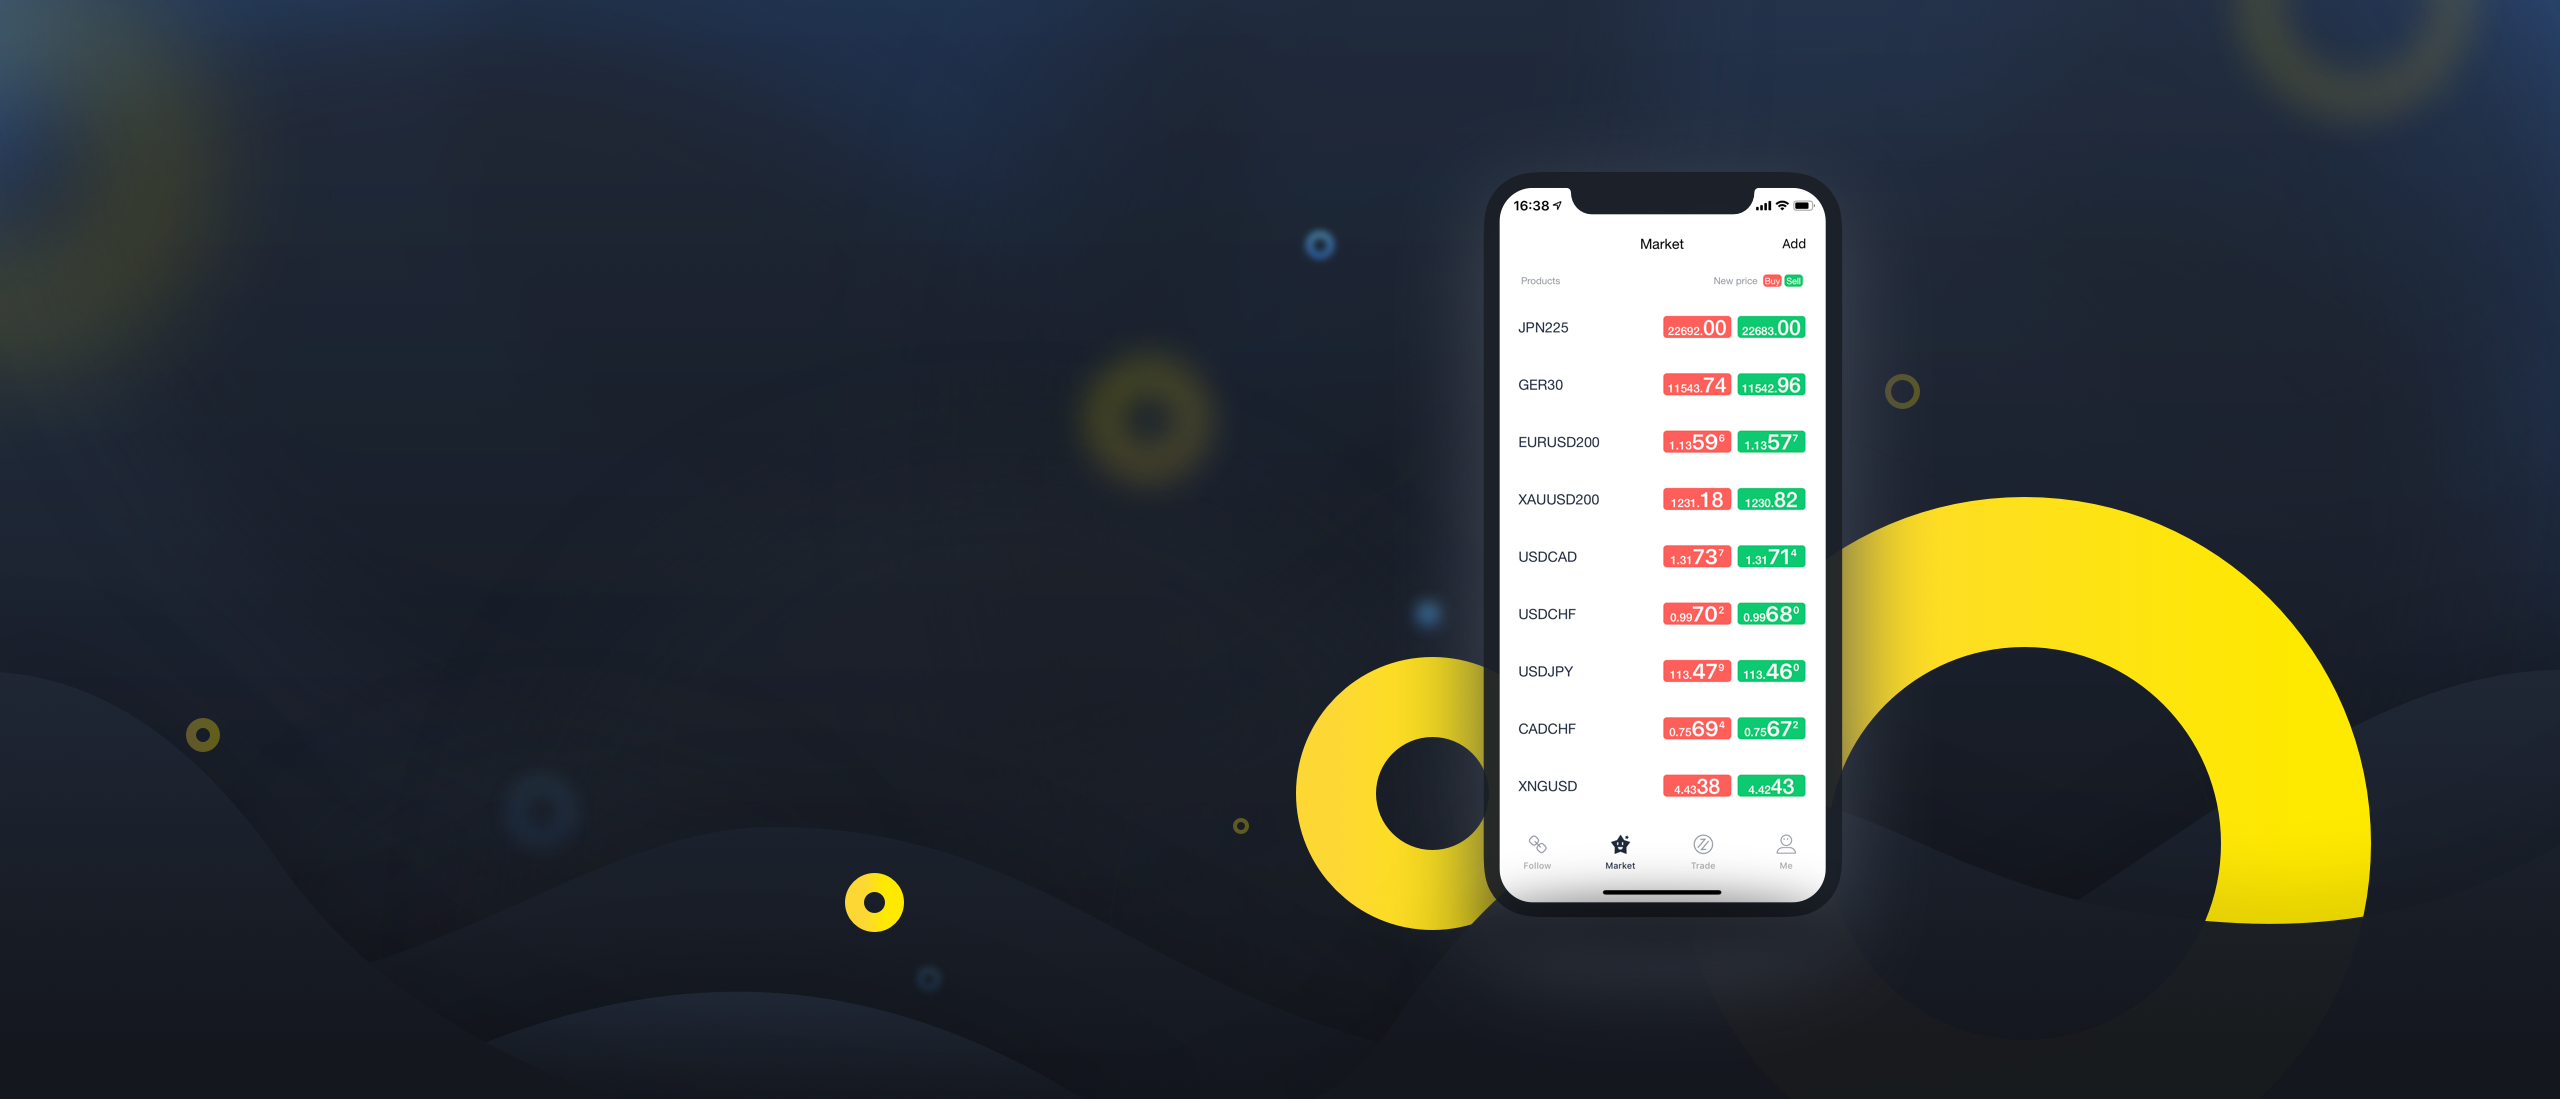 16:38
Market Add
Products New price Buy Sell
JPN225 22692.00 22683.00
GER30 11543.74 11542.96
EURUSD200 1.13596 1.13577
XAUUSD200 1231.18 1230.82
USDCAD 1.31737 1.31714
USDCHF 0.99702 0.99680
USDJPY 113.479 113.460
CADCHF 0.75694 0.75672
XNGUSD 4.4338 4.4243
Follow Market Trade Me